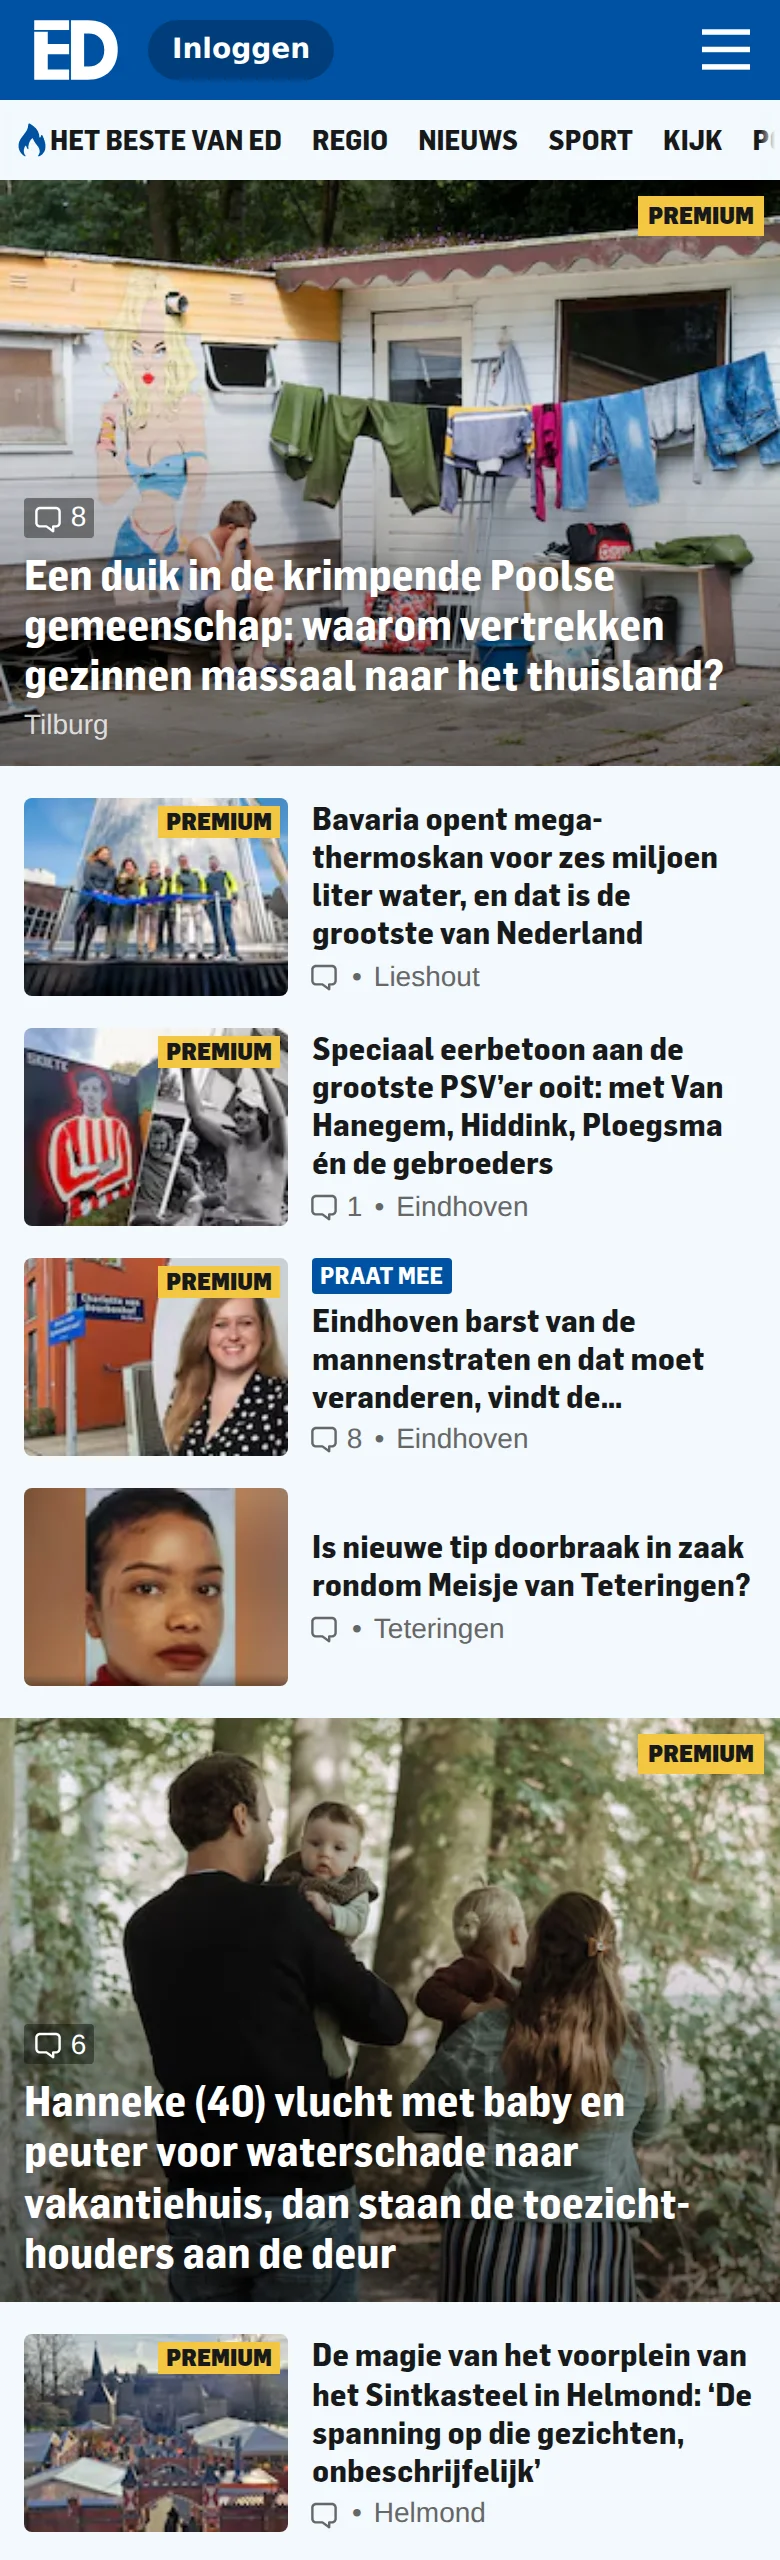 ED
Inloggen
HET BESTE VAN ED REGIO NIEUWS SPORT KIJK
PREMIUM
8
Een duik in de krimpende Poolse
gemeenschap: waarom vertrekken
gezinnen massaal naar het thuisland?
Tilburg
PREMIUM
Bavaria opent mega-
thermoskan voor zes miljoen
liter water, en dat is de
grootste van Nederland
• Lieshout
PREMIUM
Speciaal eerbetoon aan de
grootste PSV’er ooit: met Van
Hanegem, Hiddink, Ploegsma
én de gebroeders
1 • Eindhoven
PREMIUM
PRAAT MEE
Eindhoven barst van de
mannenstraten en dat moet
veranderen, vindt de...
8 • Eindhoven
Is nieuwe tip doorbraak in zaak
rondom Meisje van Teteringen?
• Teteringen
PREMIUM
6
Hanneke (40) vlucht met baby en
peuter voor waterschade naar
vakantiehuis, dan staan de toezicht-
houders aan de deur
PREMIUM
De magie van het voorplein van
het Sintkasteel in Helmond: ‘De
spanning op die gezichten,
onbeschrijfelijk’
• Helmond